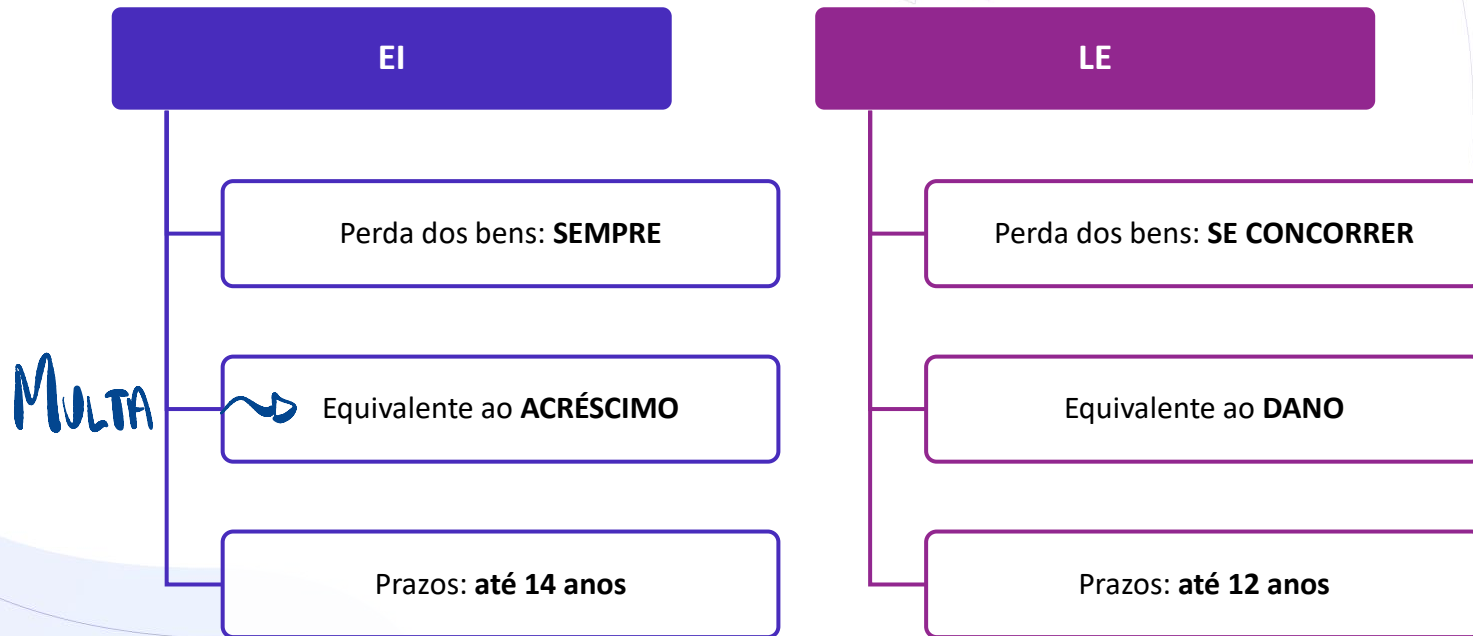 EI
Perda dos bens: SEMPRE
MULTA
Equivalente ao ACRÉSCIMO
Prazos: até 14 anos
LE
Perda dos bens: SE CONCORRER
Equivalente ao DANO
Prazos: até 12 anos